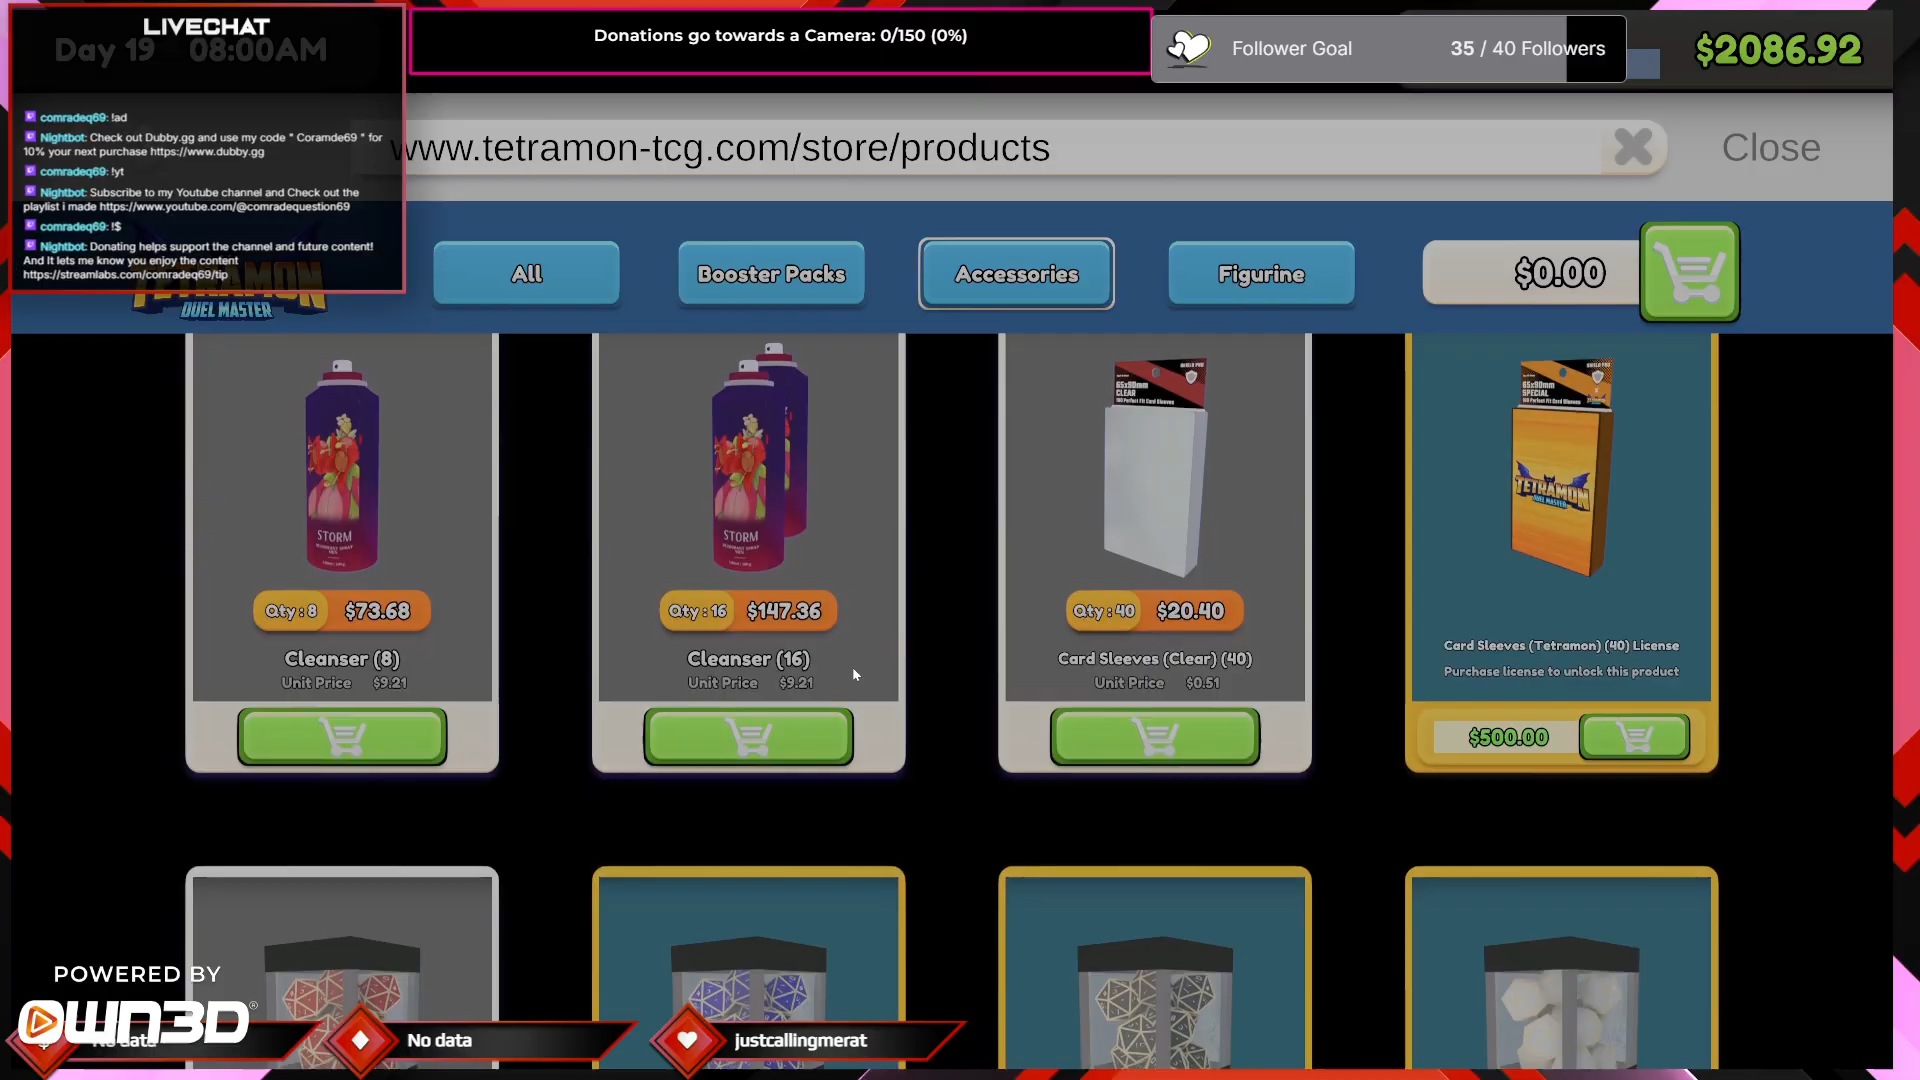 LIVECHAT
Day 19 08:00AM
Donations go towards a Camera: 0/150 (0%)
Follower Goal 35 / 40 Followers
$2086.92
comradeq69: !ad
Nightbot: Check out Dubby.gg and use my code " Coramde69 " for
10% your next purchase https://www.dubby.gg
comradeq69: !yt
Nightbot: Subscribe to my Youtube channel and Check out the
playlist i made https://www.youtube.com/@comradequestion69
comradeq69: !$
Nightbot: Donating helps support the channel and future content!
And It lets me know you enjoy the content
https://streamlabs.com/comradeq69/tip
www.tetramon-tcg.com/store/products
Close
TETRAMON
DUEL MASTER
All
Booster Packs
Accessories
Figurine
$0.00
STORM
STORM
65x90mm
CLEAR
65x90mm
SPECIAL
TETRAMON
DUEL MASTER
Qty : 8 $73.68
Cleanser (8)
Unit Price $9.21
Qty : 16 $147.36
Cleanser (16)
Unit Price $9.21
Qty : 40 $20.40
Card Sleeves (Clear) (40)
Unit Price $0.51
Card Sleeves (Tetramon) (40) License
Purchase license to unlock this product
$500.00
POWERED BY
OWN3D
No data
justcallingmerat